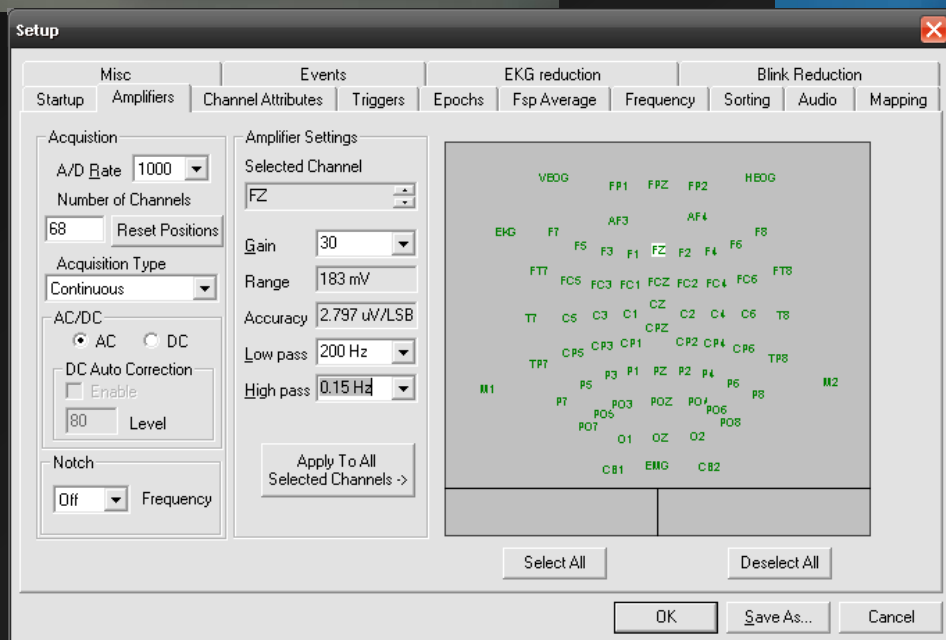 Setup
Misc Events EKG reduction Blink Reduction
Startup Amplifiers Channel Attributes Triggers Epochs Fsp Average Frequency Sorting Audio Mapping
Acquistion
A/D Rate 1000
Number of Channels
68 Reset Positions
Acquisition Type
Continuous
AC/DC
AC DC
DC Auto Correction
Enable
80 Level
Notch
Off Frequency
Amplifier Settings
Selected Channel
FZ
Gain 30
Range 183 mV
Accuracy 2.797 uV/LSB
Low pass 200 Hz
High pass 0.15 Hz
Apply To All
Selected Channels ->
VEOG FP1 FPZ FP2 HEOG
AF3 AF4
EKG F7 F5 F3 F1 FZ F2 F4 F6 F8
FT7 FC5 FC3 FC1 FCZ FC2 FC4 FC6 FT8
T7 C5 C3 C1 CZ C2 C4 C6 T8
TP7 CP5 CP3 CP1 CPZ CP2 CP4 CP6 TP8
M1 P7 P5 P3 P1 PZ P2 P4 P6 P8 M2
PO7 PO5 PO3 POZ PO4 PO6 PO8
O1 OZ O2
CB1 EMG CB2
Select All Deselect All
OK Save As... Cancel